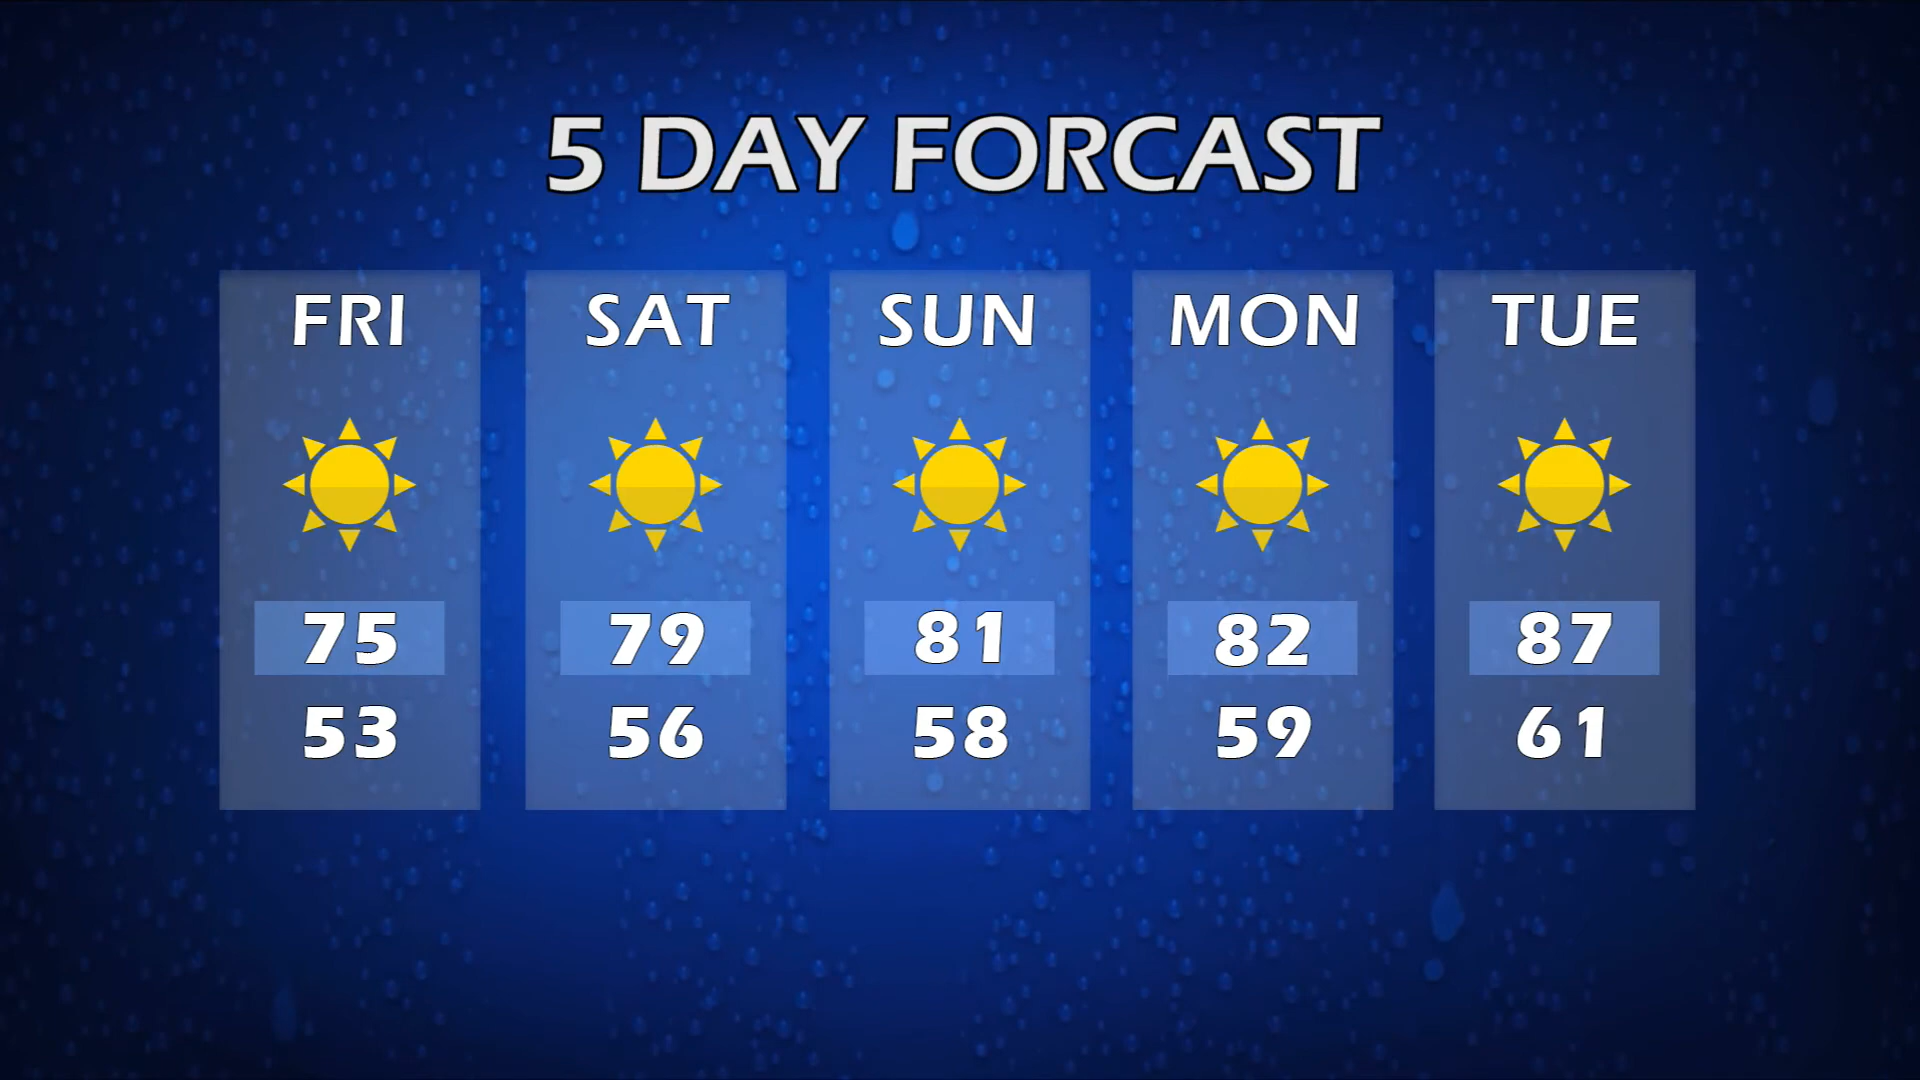 5 DAY FORCAST
FRI SAT SUN MON TUE
75 79 81 82 87
53 56 58 59 61